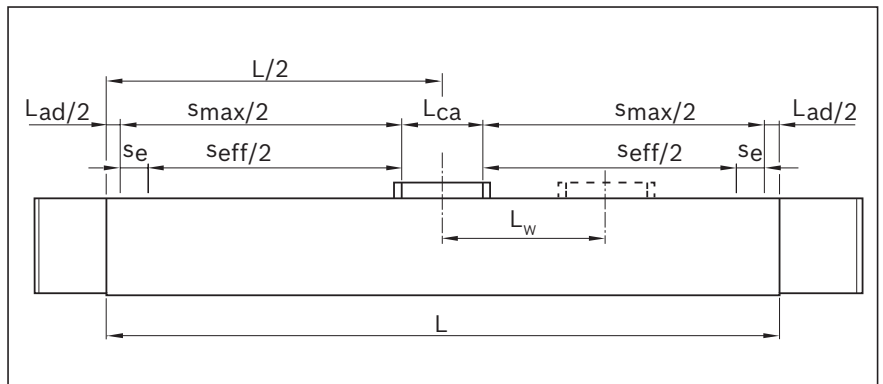 L/2
Lad/2 smax/2 Lca smax/2 Lad/2
se seff/2 seff/2 se
Lw
L